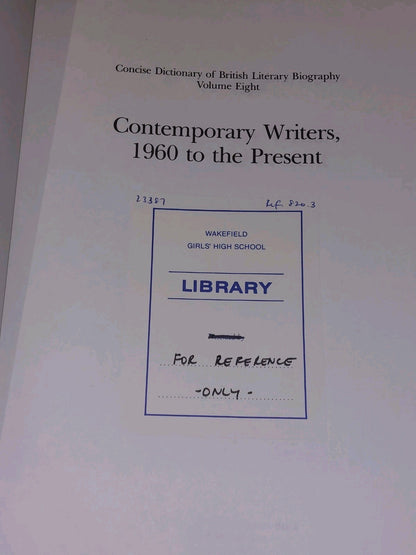 Concise Dictionary of British Literary Biography
Volume Eight
Contemporary Writers,
1960 to the Present
23387 Ref. 820.3
WAKEFIELD
GIRLS' HIGH SCHOOL
LIBRARY
FOR REFERENCE
-ONLY-